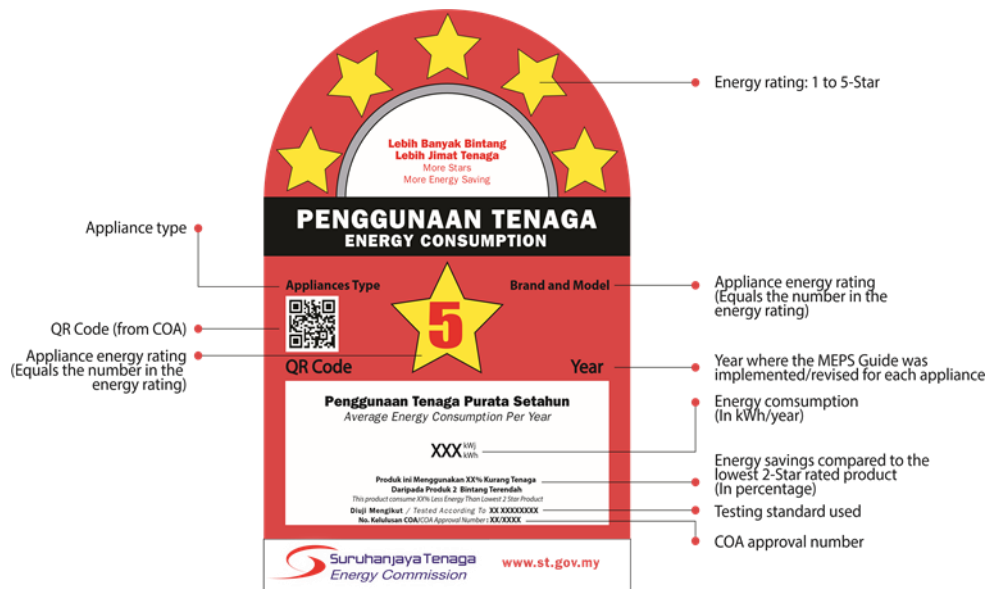 Energy rating: 1 to 5-Star
Lebih Banyak Bintang
Lebih Jimat Tenaga
More Stars
More Energy Saving
PENGGUNAAN TENAGA
ENERGY CONSUMPTION
Appliance type
Appliances Type
Brand and Model
Appliance energy rating
(Equals the number in the
energy rating)
5
QR Code (from COA)
Appliance energy rating
(Equals the number in the
energy rating)
QR Code
Year
Year where the MEPS Guide was
implemented/revised for each appliance
Penggunaan Tenaga Purata Setahun
Average Energy Consumption Per Year
Energy comsumption
(In kWh/year)
XXX kWj
kWh
Energy savings compared to the
lowest 2-Star rated product
(In percentage)
Produk ini Menggunakan XX% Kurang Tenaga
Daripada Produk 2 Bintang Terendah
This product consume XX% Less Energy Than Lowest 2 Star Product
Diuji Mengikut / Tested According To XX XXXXXXXX
Testing standard used
No. Kelulusan COA/COA Approval Number: XX/XXXX
COA approval number
Suruhanjaya Tenaga
Energy Commission
www.st.gov.my